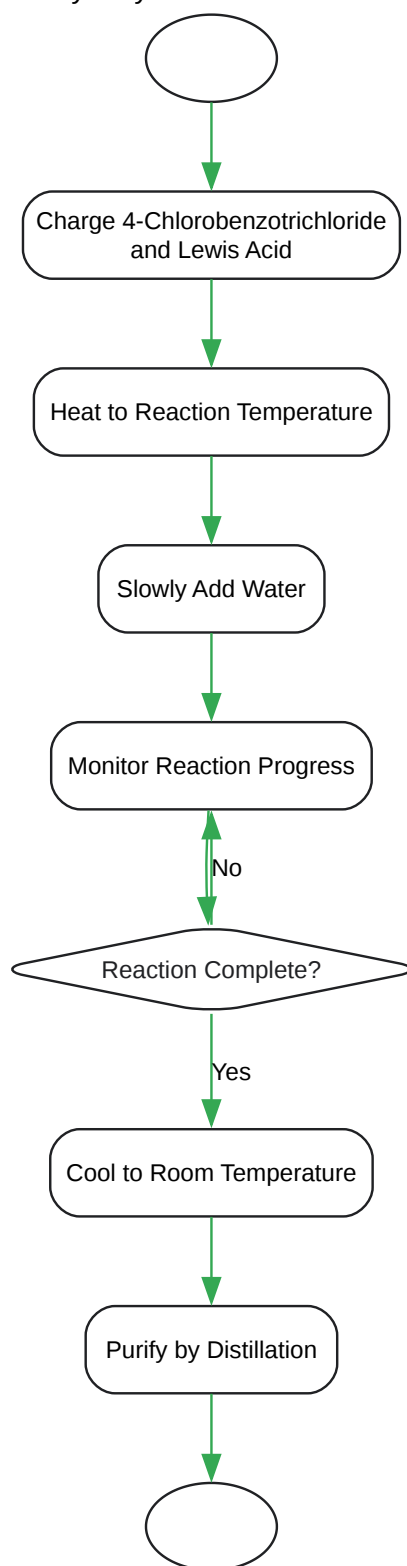 Charge 4-Chlorobenzotrichloride
and Lewis Acid
Heat to Reaction Temperature
Slowly Add Water
Monitor Reaction Progress
No
Reaction Complete?
Yes
Cool to Room Temperature
Purify by Distillation